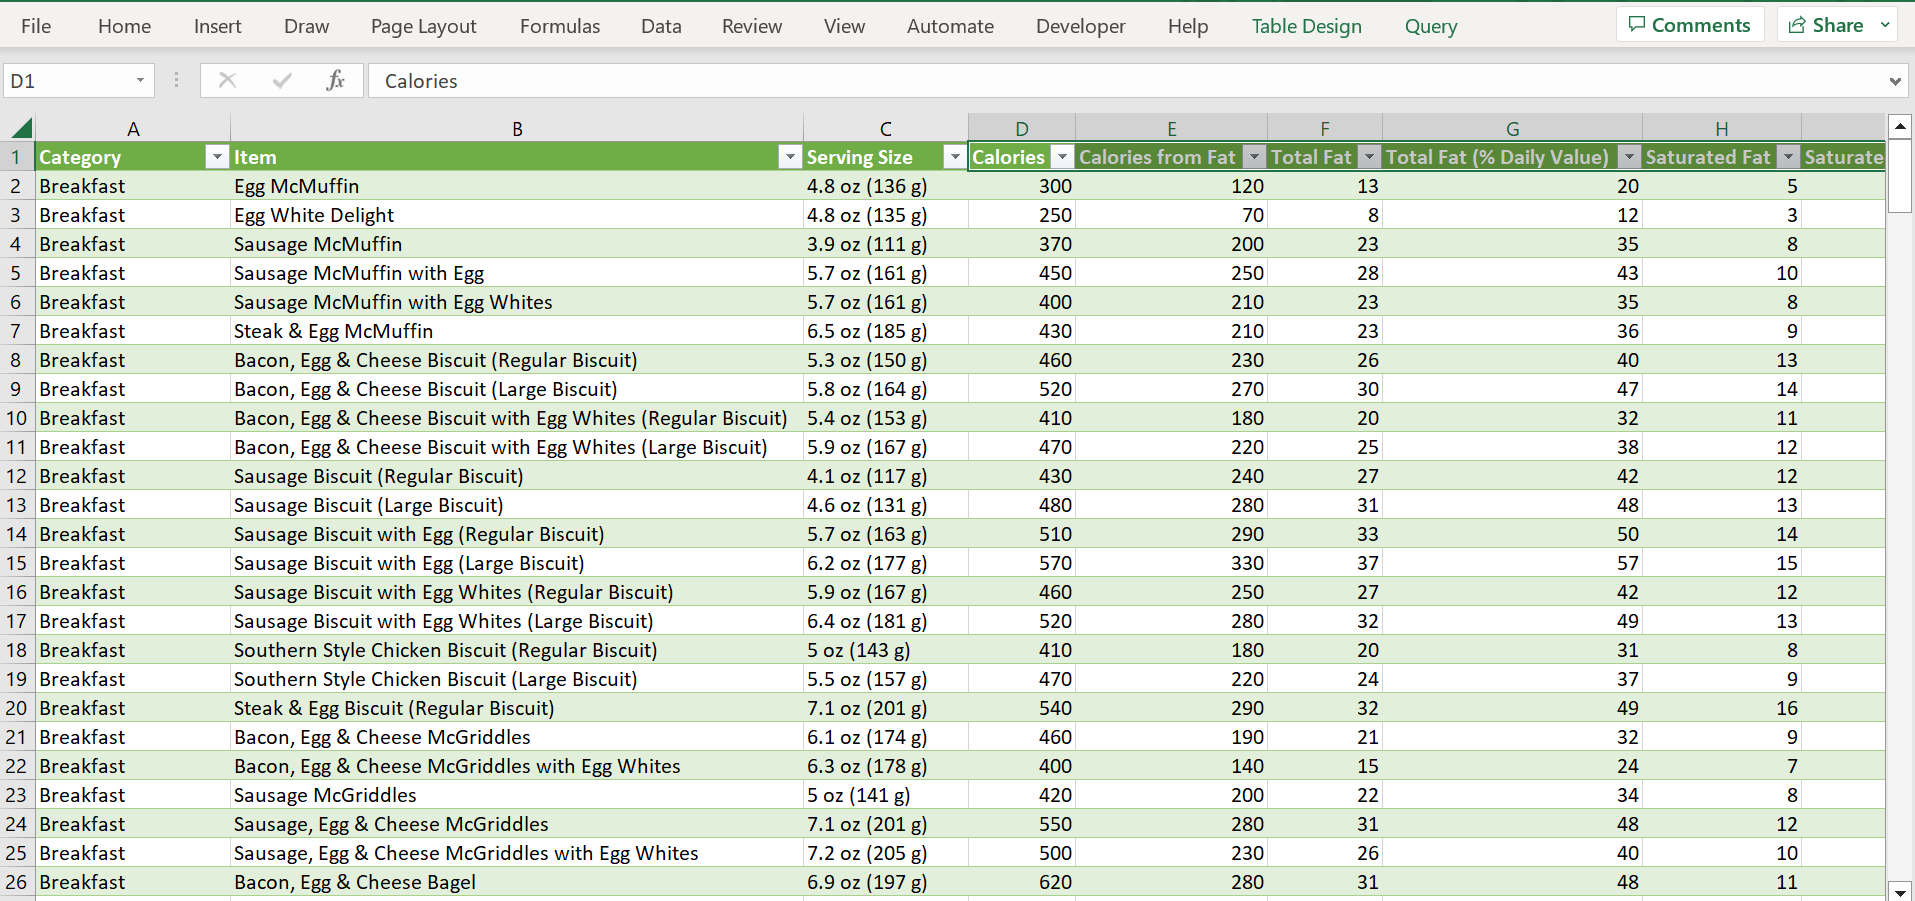 File Home Insert Draw Page Layout Formulas Data Review View Automate Developer Help Table Design Query Comments Share
D1 fx Calories
A B C D E F G H
1 Category Item Serving Size Calories Calories from Fat Total Fat Total Fat (% Daily Value) Saturated Fat Saturate
2 Breakfast Egg McMuffin 4.8 oz (136 g) 300 120 13 20 5
3 Breakfast Egg White Delight 4.8 oz (135 g) 250 70 8 12 3
4 Breakfast Sausage McMuffin 3.9 oz (111 g) 370 200 23 35 8
5 Breakfast Sausage McMuffin with Egg 5.7 oz (161 g) 450 250 28 43 10
6 Breakfast Sausage McMuffin with Egg Whites 5.7 oz (161 g) 400 210 23 35 8
7 Breakfast Steak & Egg McMuffin 6.5 oz (185 g) 430 210 23 36 9
8 Breakfast Bacon, Egg & Cheese Biscuit (Regular Biscuit) 5.3 oz (150 g) 460 230 26 40 13
9 Breakfast Bacon, Egg & Cheese Biscuit (Large Biscuit) 5.8 oz (164 g) 520 270 30 47 14
10 Breakfast Bacon, Egg & Cheese Biscuit with Egg Whites (Regular Biscuit) 5.4 oz (153 g) 410 180 20 32 11
11 Breakfast Bacon, Egg & Cheese Biscuit with Egg Whites (Large Biscuit) 5.9 oz (167 g) 470 220 25 38 12
12 Breakfast Sausage Biscuit (Regular Biscuit) 4.1 oz (117 g) 430 240 27 42 12
13 Breakfast Sausage Biscuit (Large Biscuit) 4.6 oz (131 g) 480 280 31 48 13
14 Breakfast Sausage Biscuit with Egg (Regular Biscuit) 5.7 oz (163 g) 510 290 33 50 14
15 Breakfast Sausage Biscuit with Egg (Large Biscuit) 6.2 oz (177 g) 570 330 37 57 15
16 Breakfast Sausage Biscuit with Egg Whites (Regular Biscuit) 5.9 oz (167 g) 460 250 27 42 12
17 Breakfast Sausage Biscuit with Egg Whites (Large Biscuit) 6.4 oz (181 g) 520 280 32 49 13
18 Breakfast Southern Style Chicken Biscuit (Regular Biscuit) 5 oz (143 g) 410 180 20 31 8
19 Breakfast Southern Style Chicken Biscuit (Large Biscuit) 5.5 oz (157 g) 470 220 24 37 9
20 Breakfast Steak & Egg Biscuit (Regular Biscuit) 7.1 oz (201 g) 540 290 32 49 16
21 Breakfast Bacon, Egg & Cheese McGriddles 6.1 oz (174 g) 460 190 21 32 9
22 Breakfast Bacon, Egg & Cheese McGriddles with Egg Whites 6.3 oz (178 g) 400 140 15 24 7
23 Breakfast Sausage McGriddles 5 oz (141 g) 420 200 22 34 8
24 Breakfast Sausage, Egg & Cheese McGriddles 7.1 oz (201 g) 550 280 31 48 12
25 Breakfast Sausage, Egg & Cheese McGriddles with Egg Whites 7.2 oz (205 g) 500 230 26 40 10
26 Breakfast Bacon, Egg & Cheese Bagel 6.9 oz (197 g) 620 280 31 48 11